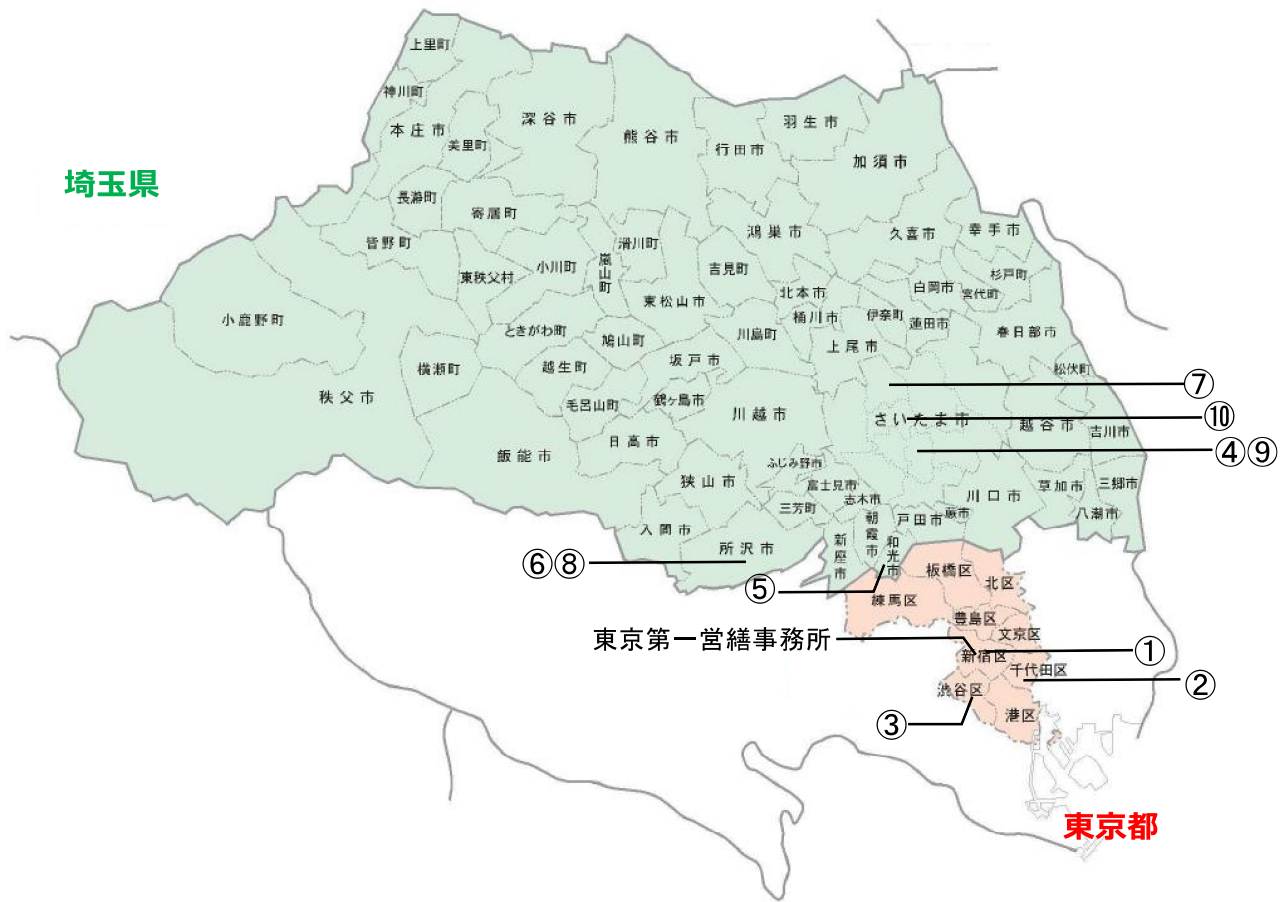 上里町
神川町
本庄市
美里町
深谷市
熊谷市
行田市
羽生市
加須市
埼玉県
長瀞町
寄居町
皆野町
東秩父村
小川町
嵐山町
滑川町
吉見町
鴻巣市
久喜市
幸手市
杉戸町
宮代町
白岡市
東松山市
北本市
桶川市
伊奈町
蓮田市
春日部市
小鹿野町
ときがわ町
鳩山町
川島町
上尾市
松伏町
横瀬町
越生町
坂戸市
⑦
秩父市
毛呂山町
鶴ヶ島市
川越市
さいたま市
⑩
越谷市
吉川市
飯能市
日高市
④⑨
ふじみ野市
狭山市
富士見市
志木市
三芳町
川口市
草加市
三郷市
八潮市
入間市
所沢市
新座市
朝霞市
和光市
戸田市
蕨市
⑥⑧
⑤
板橋区
北区
練馬区
豊島区
文京区
東京第一営繕事務所
新宿区
①
千代田区
②
渋谷区
③
港区
東京都